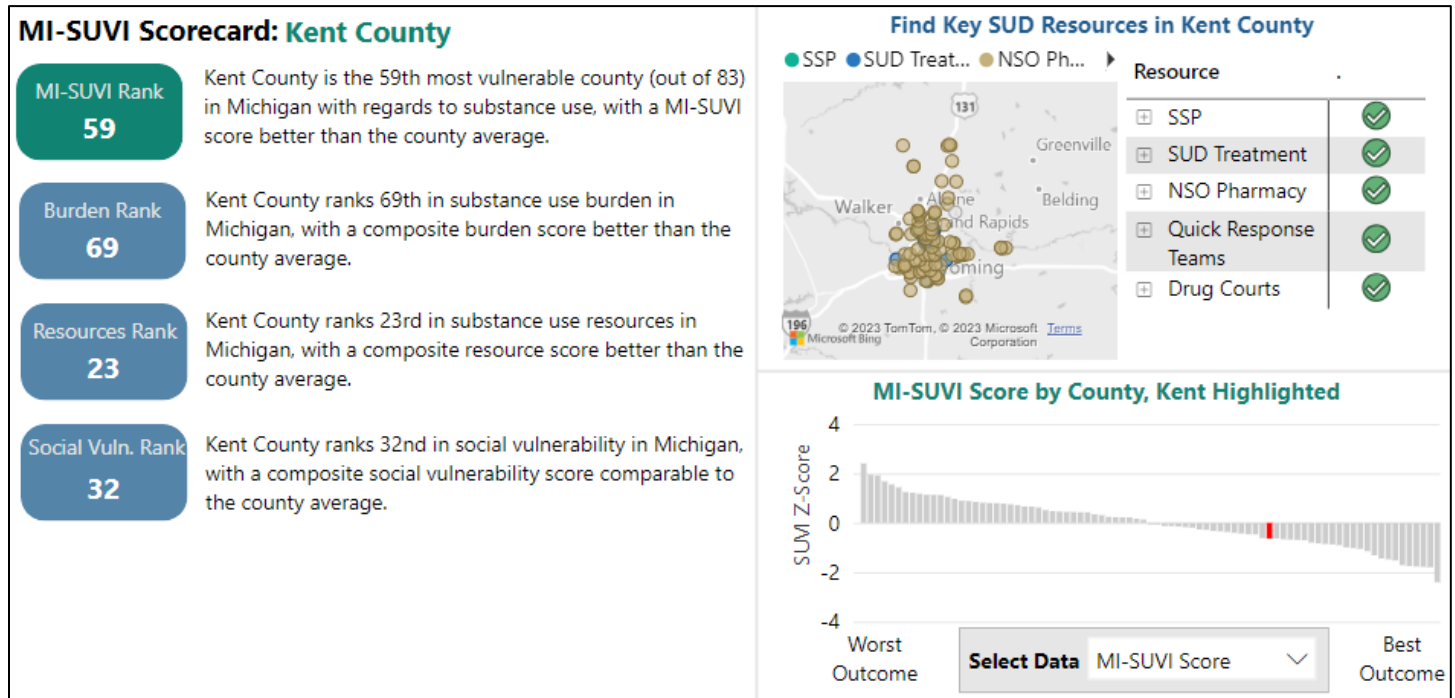 MI-SUVI Scorecard: Kent County
MI-SUVI Rank
59
Kent County is the 59th most vulnerable county (out of 83)
in Michigan with regards to substance use, with a MI-SUVI
score better than the county average.
Burden Rank
69
Kent County ranks 69th in substance use burden in
Michigan, with a composite burden score better than the
county average.
Resources Rank
23
Kent County ranks 23rd in substance use resources in
Michigan, with a composite resource score better than the
county average.
Social Vuln. Rank
32
Kent County ranks 32nd in social vulnerability in Michigan,
with a composite social vulnerability score comparable to
the county average.
Find Key SUD Resources in Kent County
SSP SUD Treat... NSO Ph...
131
Greenville
Belding
Walker
and Rapids
oming
196
© 2023 TomTom, © 2023 Microsoft Corporation Terms
Microsoft Bing
Resource .
SSP
SUD Treatment
NSO Pharmacy
Quick Response
Teams
Drug Courts
MI-SUVI Score by County, Kent Highlighted
SUVI Z-Score
4
2
0
-2
-4
Worst
Outcome
Select Data MI-SUVI Score
Best
Outcome